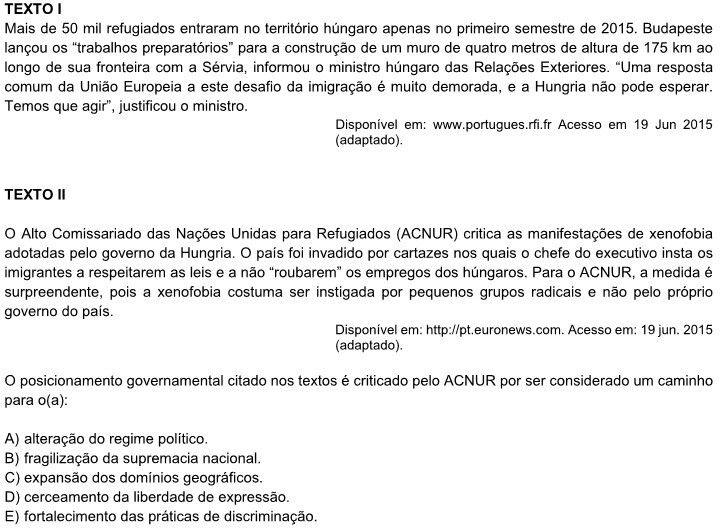 TEXTO I
Mais de 50 mil refugiados entraram no território húngaro apenas no primeiro semestre de 2015. Budapeste
lançou os “trabalhos preparatórios” para a construção de um muro de quatro metros de altura de 175 km ao
longo de sua fronteira com a Sérvia, informou o ministro húngaro das Relações Exteriores. “Uma resposta
comum da União Europeia a este desafio da imigração é muito demorada, e a Hungria não pode esperar.
Temos que agir”, justificou o ministro.
Disponível em: www.portugues.rfi.fr Acesso em 19 Jun 2015
(adaptado).
TEXTO II
O Alto Comissariado das Nações Unidas para Refugiados (ACNUR) critica as manifestações de xenofobia
adotadas pelo governo da Hungria. O país foi invadido por cartazes nos quais o chefe do executivo insta os
imigrantes a respeitarem as leis e a não “roubarem” os empregos dos húngaros. Para o ACNUR, a medida é
surpreendente, pois a xenofobia costuma ser instigada por pequenos grupos radicais e não pelo próprio
governo do país.
Disponível em: http://pt.euronews.com. Acesso em: 19 jun. 2015
(adaptado).
O posicionamento governamental citado nos textos é criticado pelo ACNUR por ser considerado um caminho
para o(a):
A) alteração do regime político.
B) fragilização da supremacia nacional.
C) expansão dos domínios geográficos.
D) cerceamento da liberdade de expressão.
E) fortalecimento das práticas de discriminação.